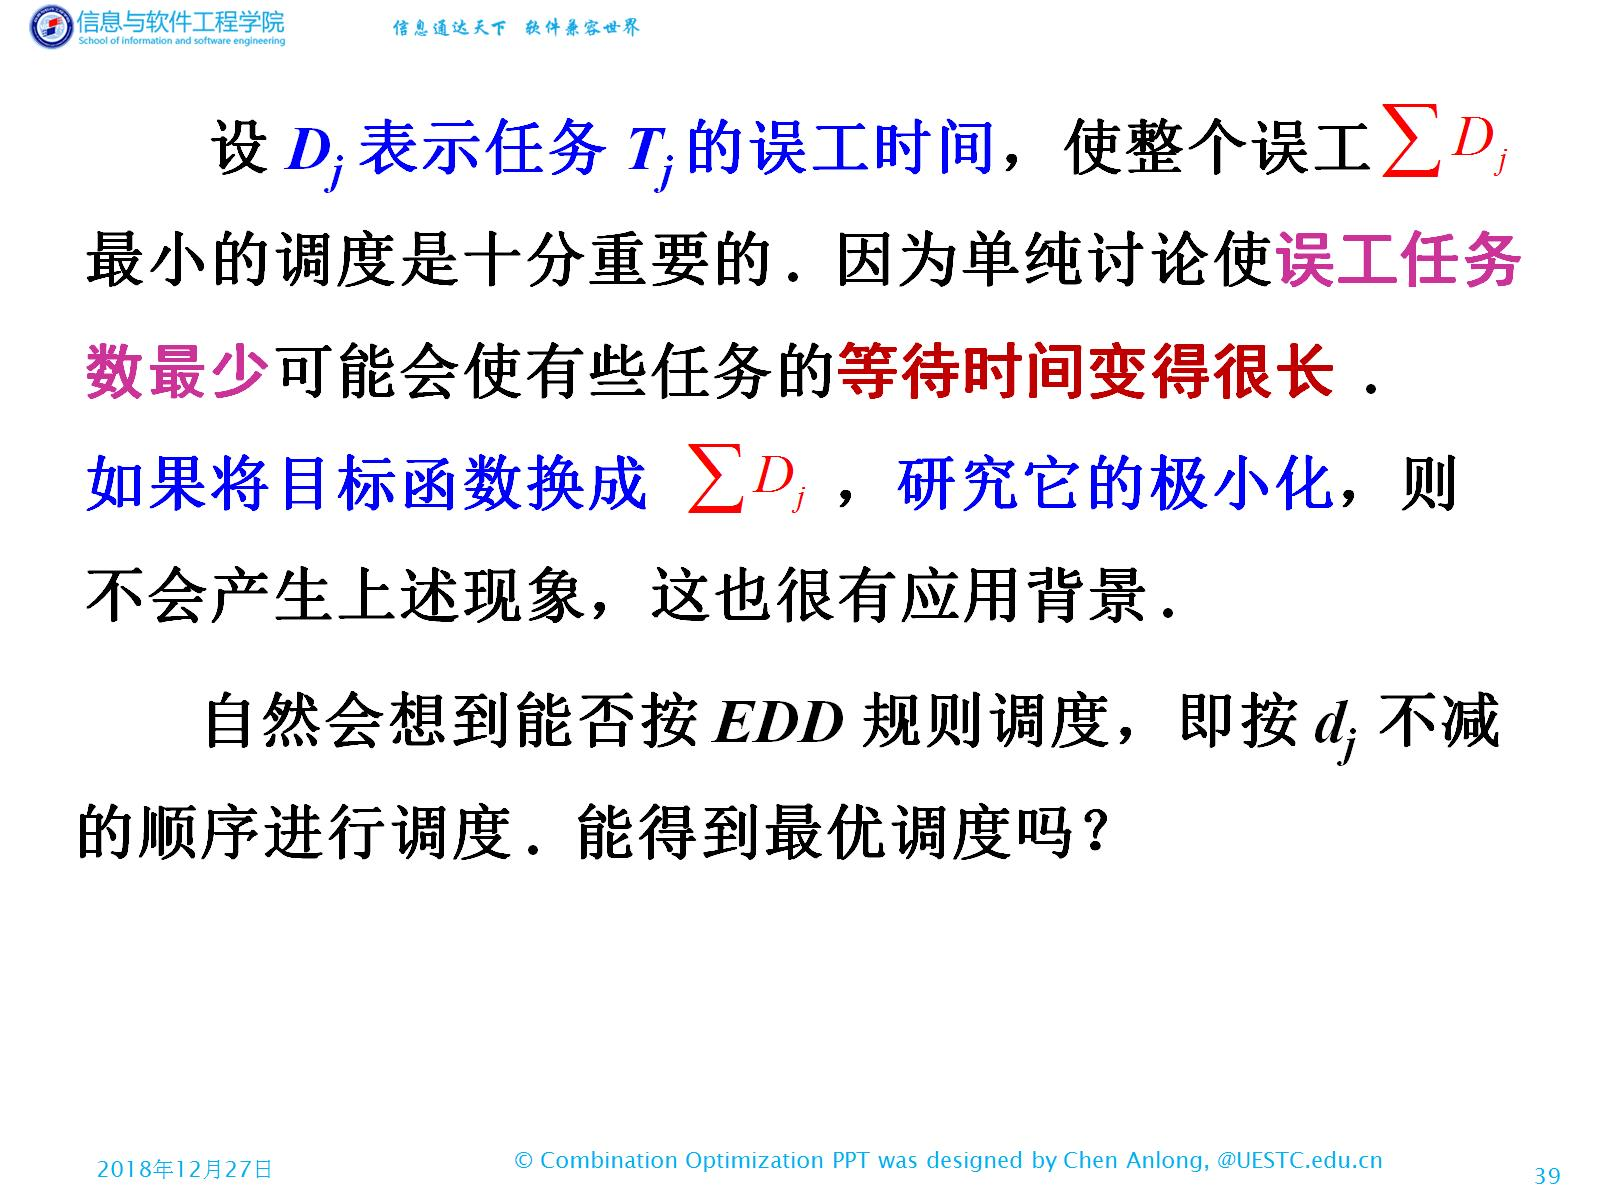 信息与软件工程学院
School of information and software engineering
信息通达天下 软件兼容世界
设 Dj 表示任务 Tj 的误工时间，使整个误工 ∑Dj
最小的调度是十分重要的．因为单纯讨论使误工任务
数最少可能会使有些任务的等待时间变得很长．
如果将目标函数换成 ∑Dj ，研究它的极小化，则
不会产生上述现象，这也很有应用背景．
自然会想到能否按 EDD 规则调度，即按 dj 不减
的顺序进行调度．能得到最优调度吗？
2018年12月27日
© Combination Optimization PPT was designed by Chen Anlong, @UESTC.edu.cn
39